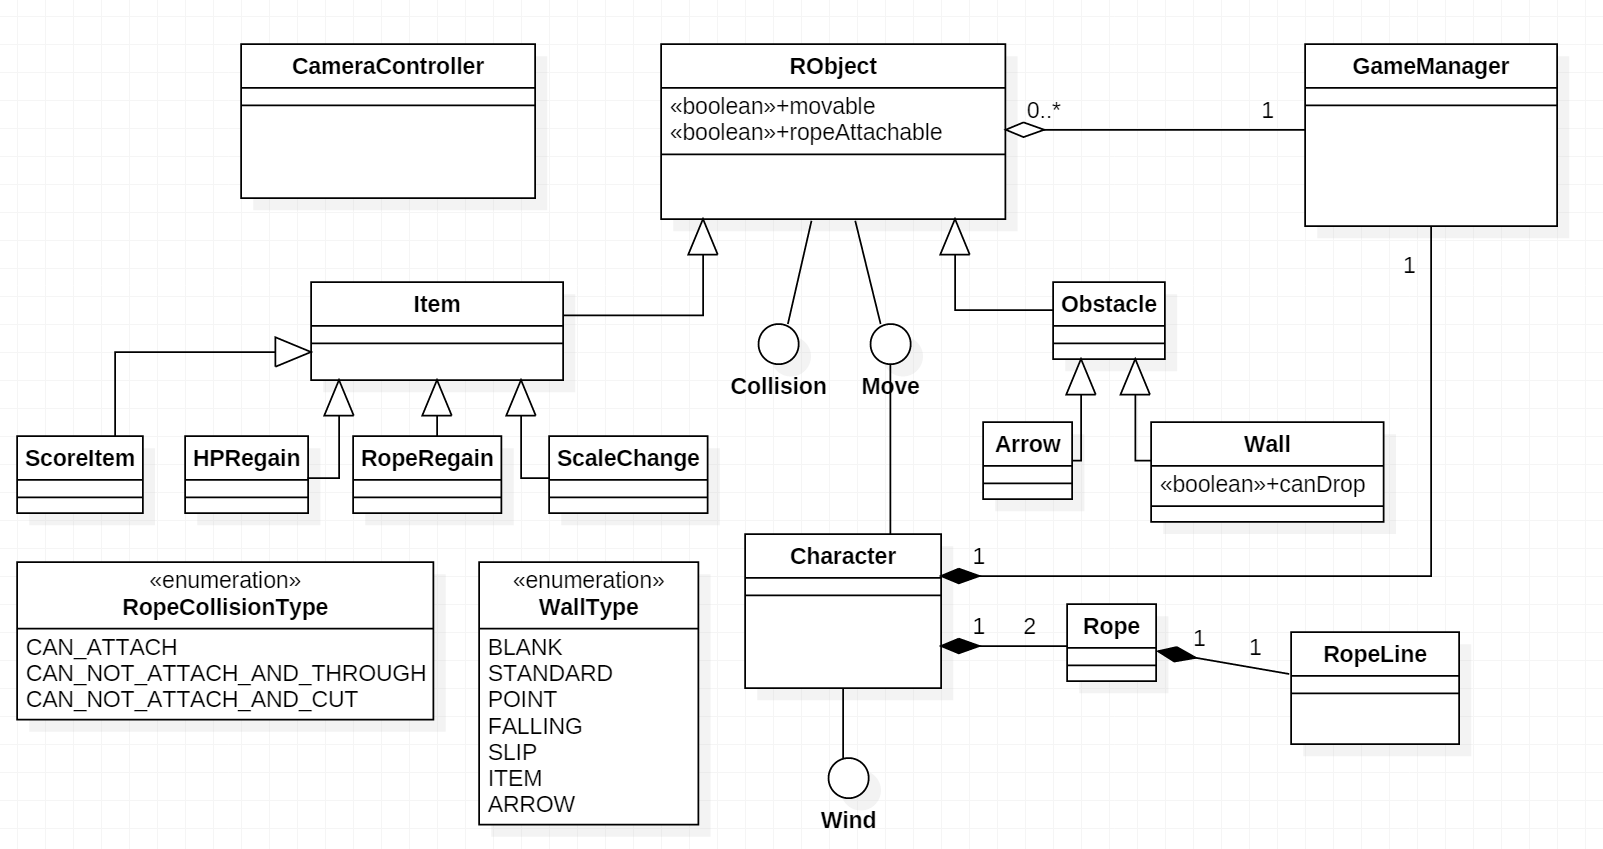 CameraController
RObject
«boolean»+movable
«boolean»+ropeAttachable
0..*
1
GameManager
1
Item
Collision
Move
Obstacle
ScoreItem
HPRegain
RopeRegain
ScaleChange
Arrow
Wall
«boolean»+canDrop
«enumeration»
RopeCollisionType
CAN_ATTACH
CAN_NOT_ATTACH_AND_THROUGH
CAN_NOT_ATTACH_AND_CUT
«enumeration»
WallType
BLANK
STANDARD
POINT
FALLING
SLIP
ITEM
ARROW
Character
1
1
2
Rope
1
1
RopeLine
Wind